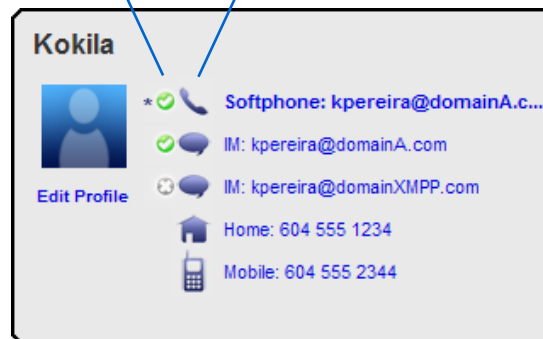 Kokila
* Softphone: kpereira@domainA.c...
IM: kpereira@domainA.com
IM: kpereira@domainXMPP.com
Edit Profile
Home: 604 555 1234
Mobile: 604 555 2344